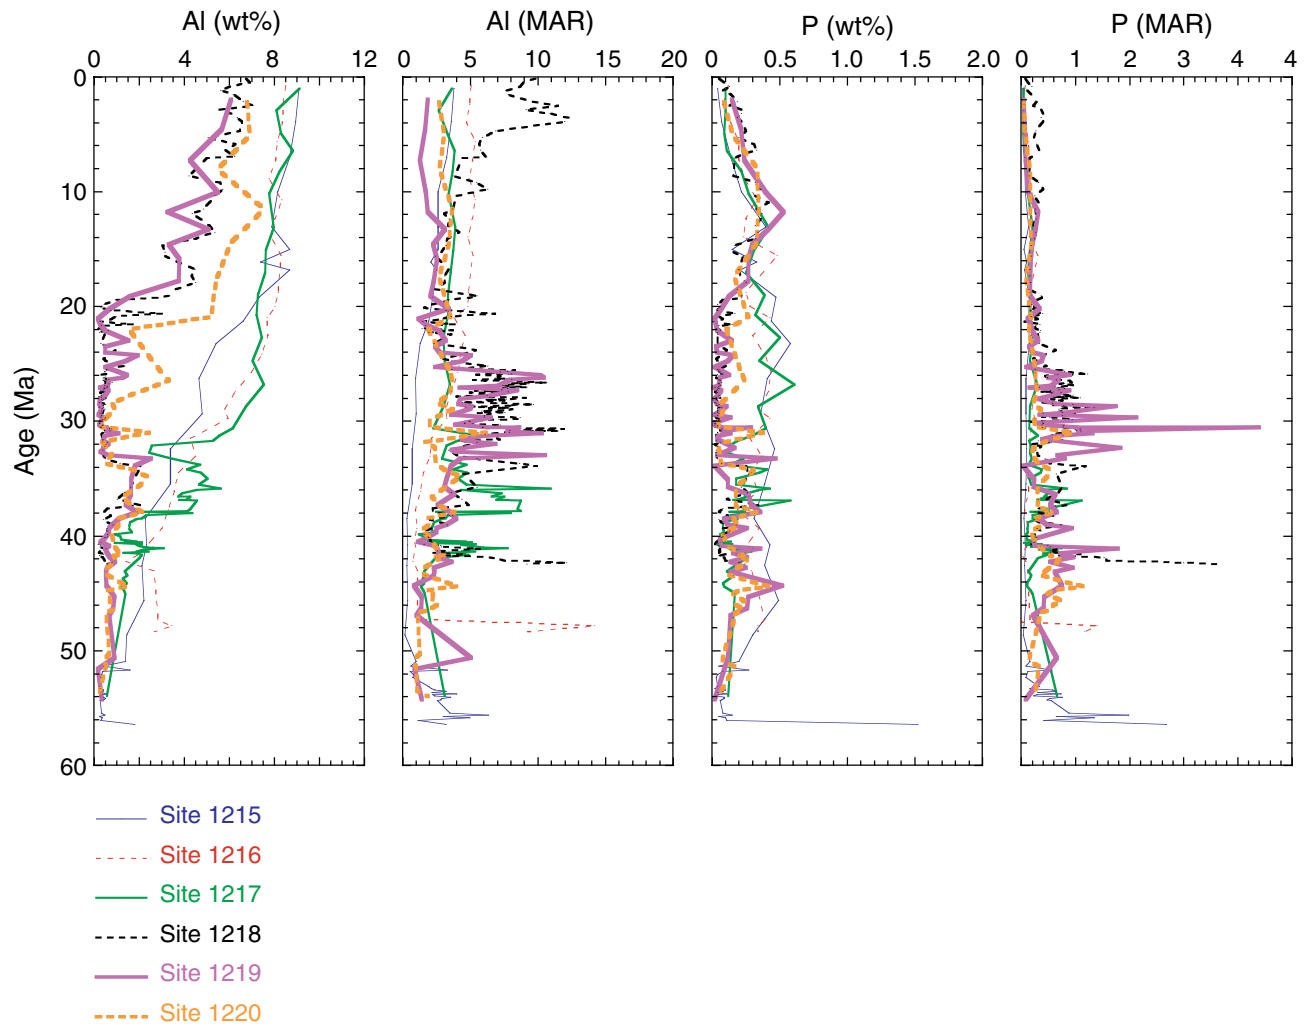 Al (wt%) Al (MAR) P (wt%) P (MAR)
0 4 8 12 0 5 10 15 20 0 0.5 1.0 1.5 2.0 0 1 2 3 4
0
10
20
30
40
50
60
Age (Ma)
Site 1215
Site 1216
Site 1217
Site 1218
Site 1219
Site 1220